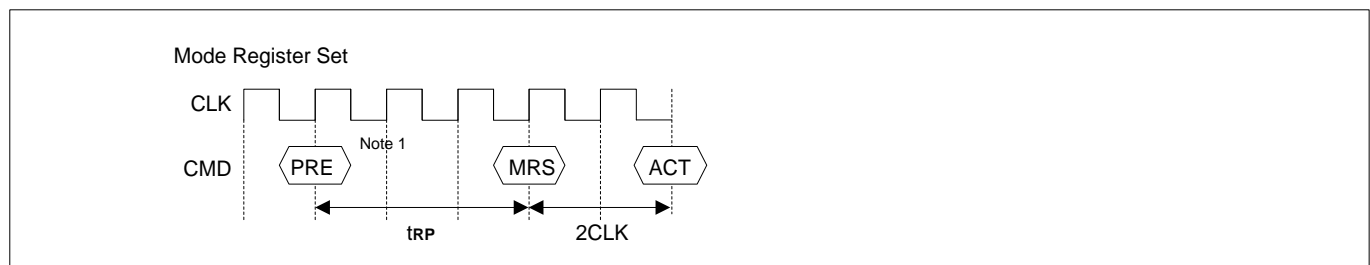 Mode Register Set
CLK
Note 1
CMD PRE MRS ACT
tRP 2CLK